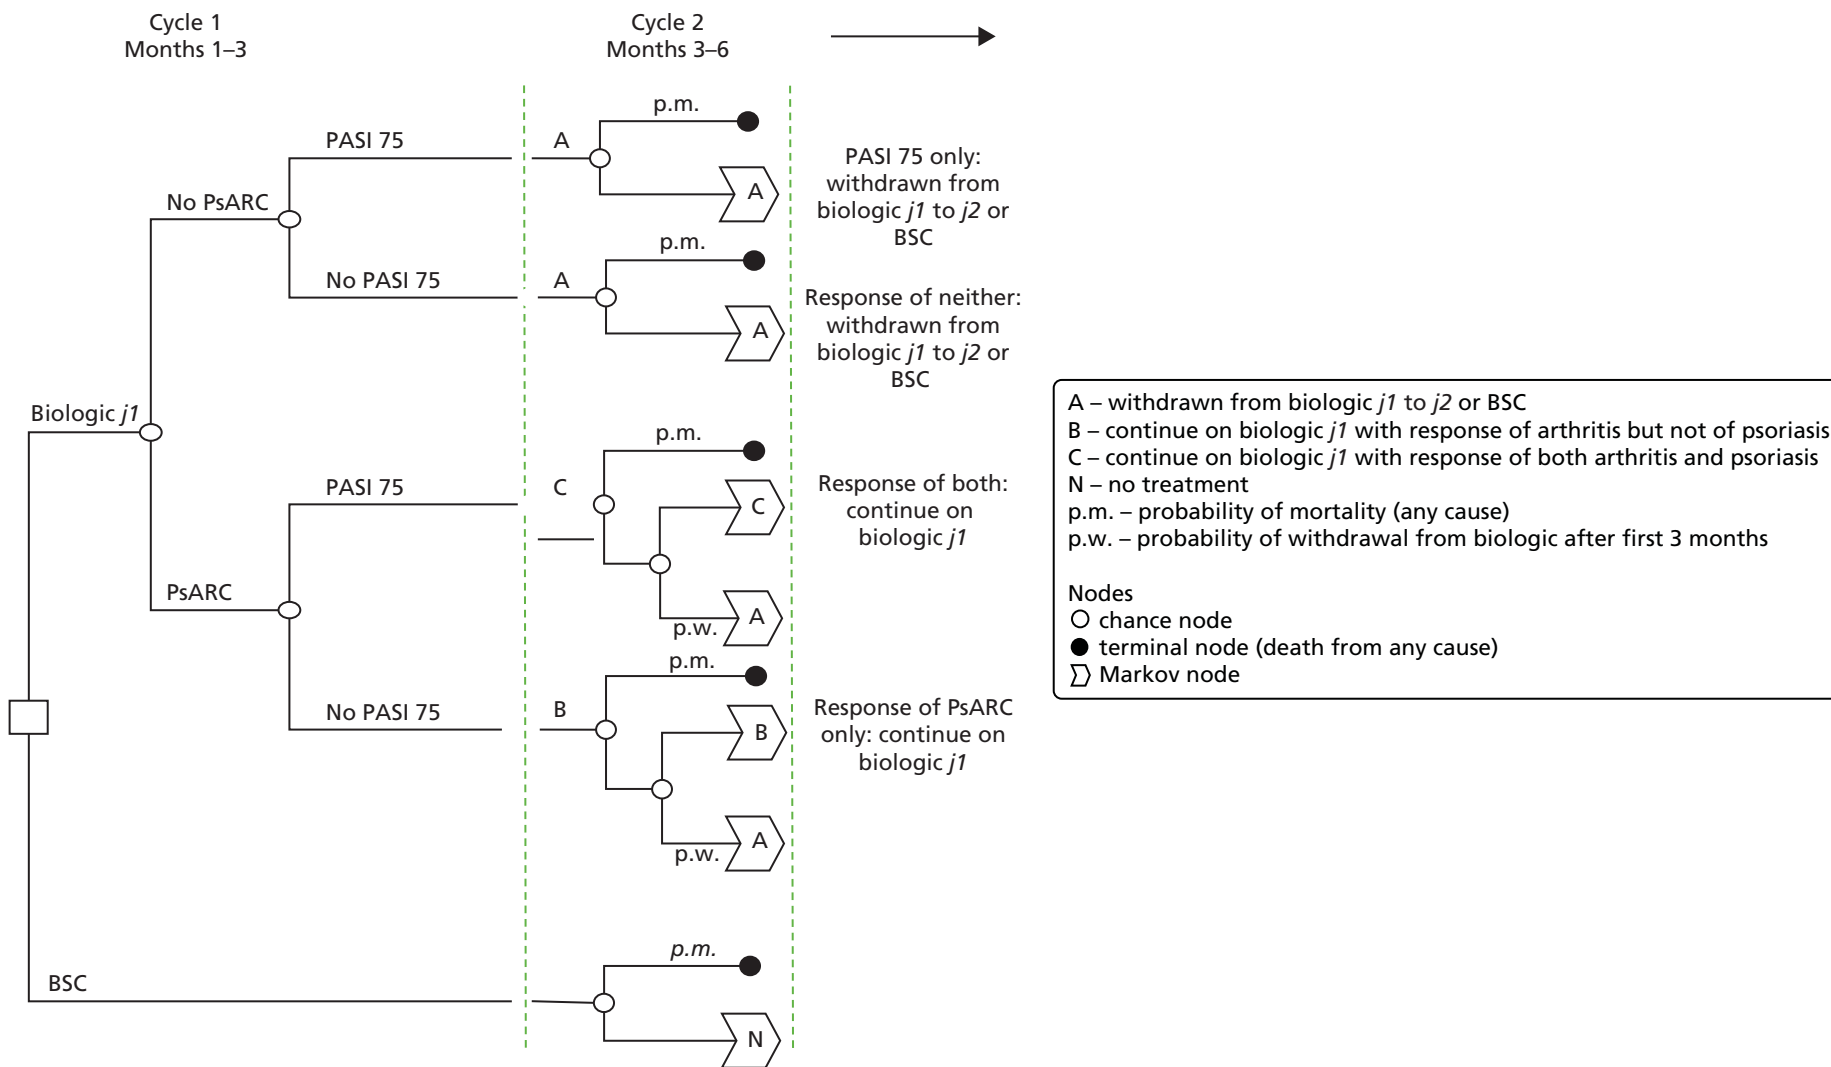 Cycle 1
Months 1–3
Cycle 2
Months 3–6
p.m.
PASI 75
A
A
PASI 75 only:
withdrawn from
biologic j1 to j2 or
BSC
No PsARC
p.m.
No PASI 75
A
A
Response of neither:
withdrawn from
biologic j1 to j2 or
BSC
Biologic j1
p.m.
PASI 75
C
C
Response of both:
continue on
biologic j1
PsARC
A
p.w.
p.m.
No PASI 75
B
B
Response of PsARC
only: continue on
biologic j1
A
p.w.
p.m.
BSC
N
A – withdrawn from biologic j1 to j2 or BSC
B – continue on biologic j1 with response of arthritis but not of psoriasis
C – continue on biologic j1 with response of both arthritis and psoriasis
N – no treatment
p.m. – probability of mortality (any cause)
p.w. – probability of withdrawal from biologic after first 3 months
Nodes
chance node
terminal node (death from any cause)
Markov node